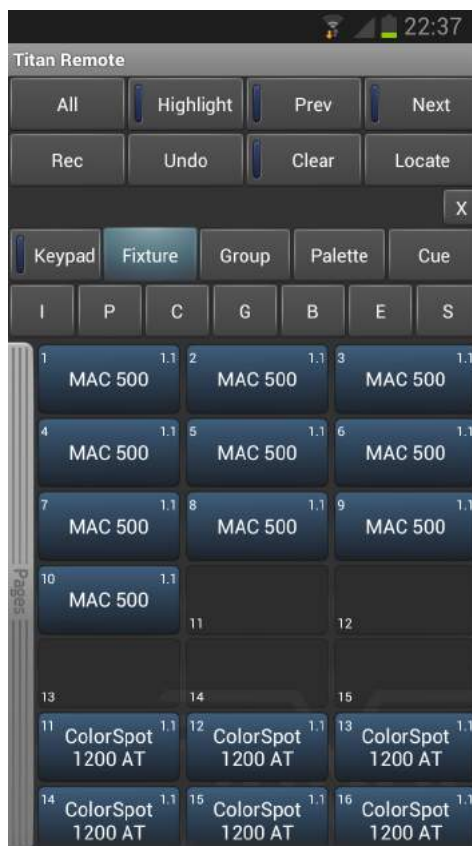 22:37
Titan Remote
All Highlight Prev Next
Rec Undo Clear Locate
X
Keypad Fixture Group Palette Cue
I P C G B E S
1 1.1 2 1.1 3 1.1
MAC 500 MAC 500 MAC 500
4 1.1 5 1.1 6 1.1
MAC 500 MAC 500 MAC 500
7 1.1 8 1.1 9 1.1
MAC 500 MAC 500 MAC 500
Pages
10 1.1
MAC 500
11 12
13 14 15
11 1.1 12 1.1 13 1.1
ColorSpot ColorSpot ColorSpot
1200 AT 1200 AT 1200 AT
14 1.1 15 1.1 16 1.1
ColorSpot ColorSpot ColorSpot
1200 AT 1200 AT 1200 AT